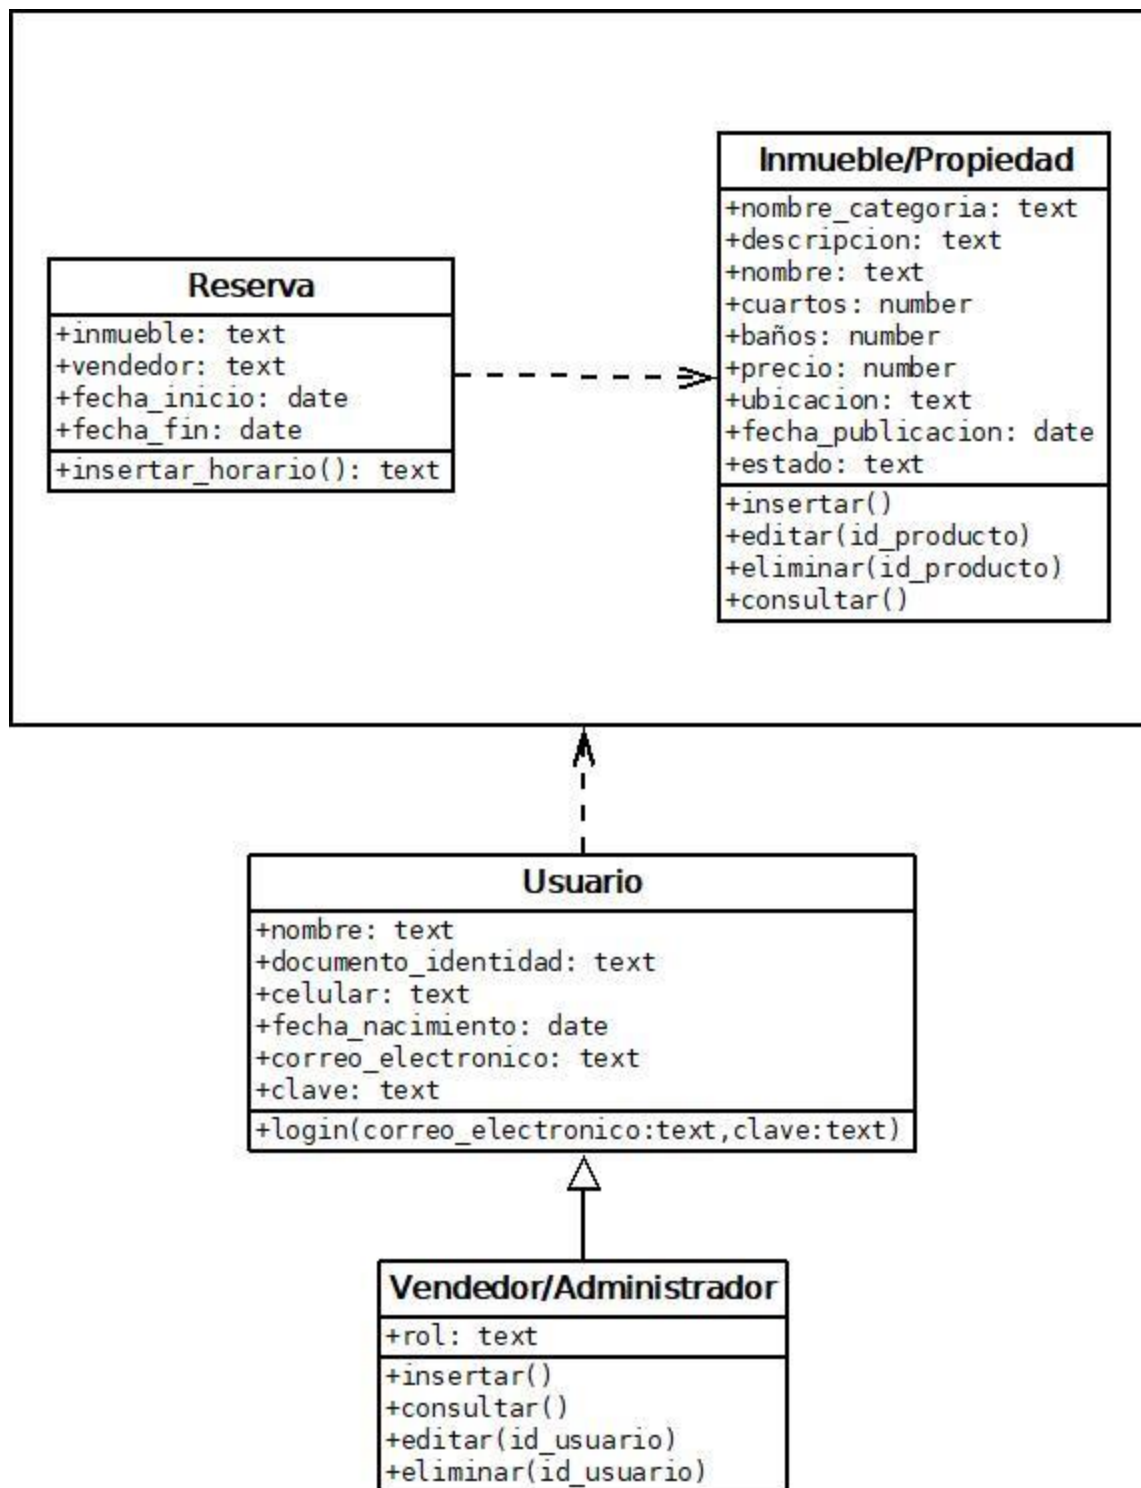 Inmueble/Propiedad
+nombre_categoria: text
+descripcion: text
+nombre: text
+cuartos: number
+baños: number
+precio: number
+ubicacion: text
+fecha_publicacion: date
+estado: text
+insertar()
+editar(id_producto)
+eliminar(id_producto)
+consultar()
Reserva
+inmueble: text
+vendedor: text
+fecha_inicio: date
+fecha_fin: date
+insertar_horario(): text
Usuario
+nombre: text
+documento_identidad: text
+celular: text
+fecha_nacimiento: date
+correo_electronico: text
+clave: text
+login(correo_electronico:text,clave:text)
Vendedor/Administrador
+rol: text
+insertar()
+consultar()
+editar(id_usuario)
+eliminar(id_usuario)